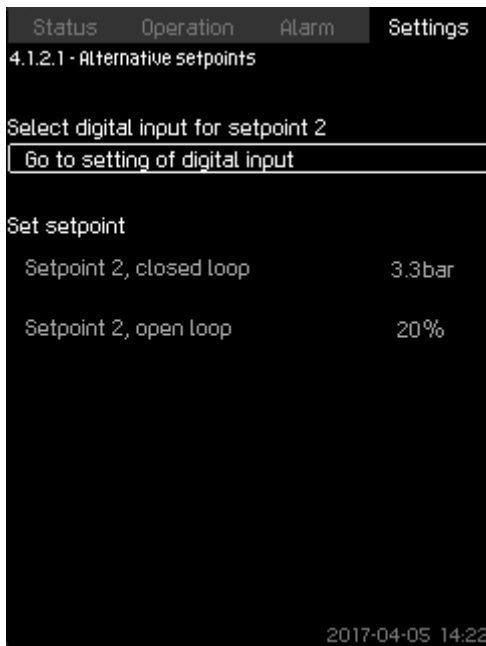 Status Operation Alarm Settings
4.1.2.1 - Alternative setpoints
Select digital input for setpoint 2
Go to setting of digital input
Set setpoint
Setpoint 2, closed loop 3.3bar
Setpoint 2, open loop 20%
2017-04-05 14:22